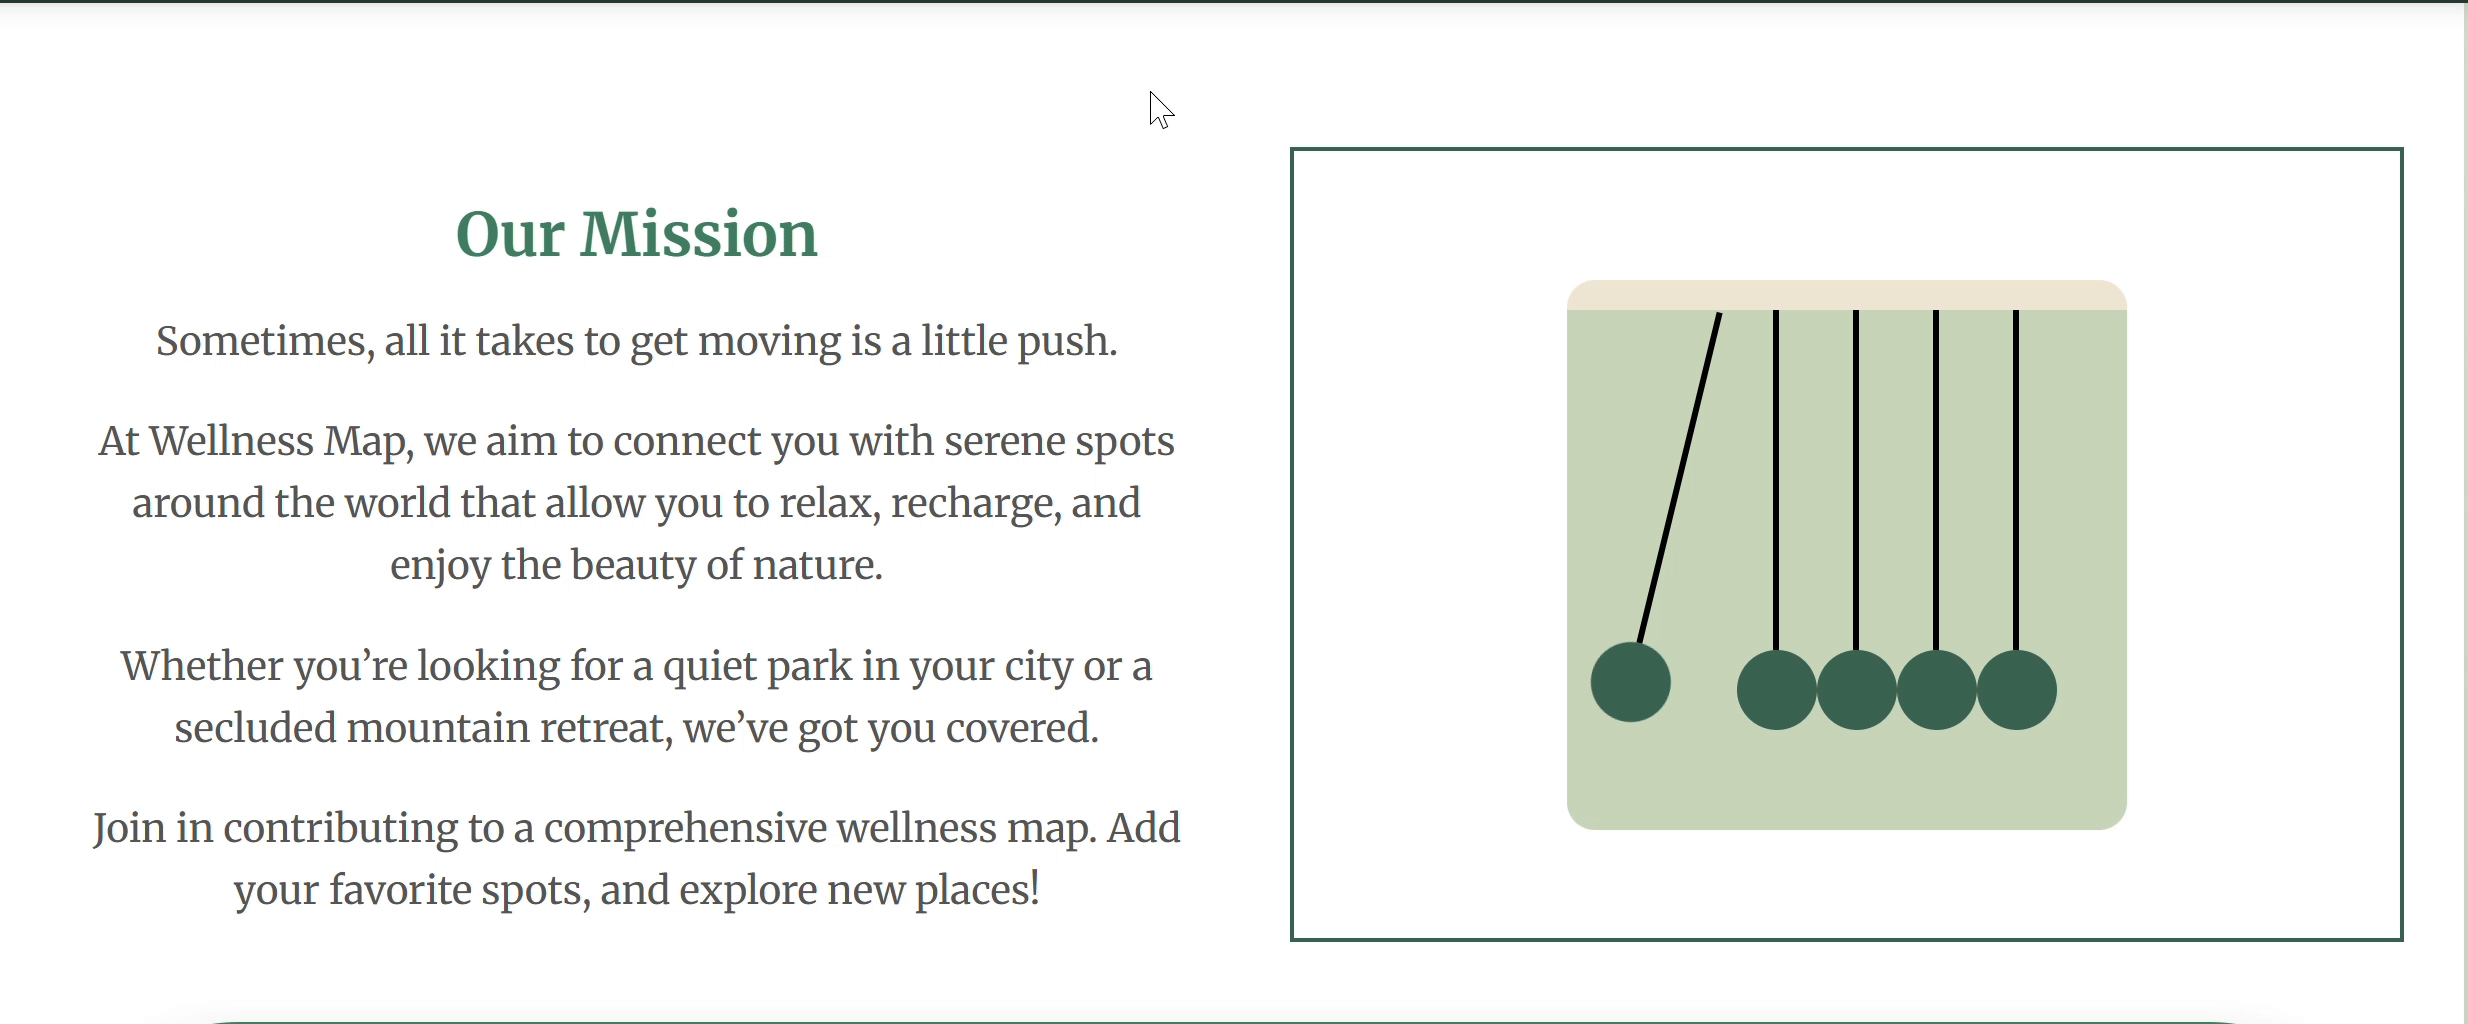 Our Mission
Sometimes, all it takes to get moving is a little push.
At Wellness Map, we aim to connect you with serene spots
around the world that allow you to relax, recharge, and
enjoy the beauty of nature.
Whether you’re looking for a quiet park in your city or a
secluded mountain retreat, we’ve got you covered.
Join in contributing to a comprehensive wellness map. Add
your favorite spots, and explore new places!